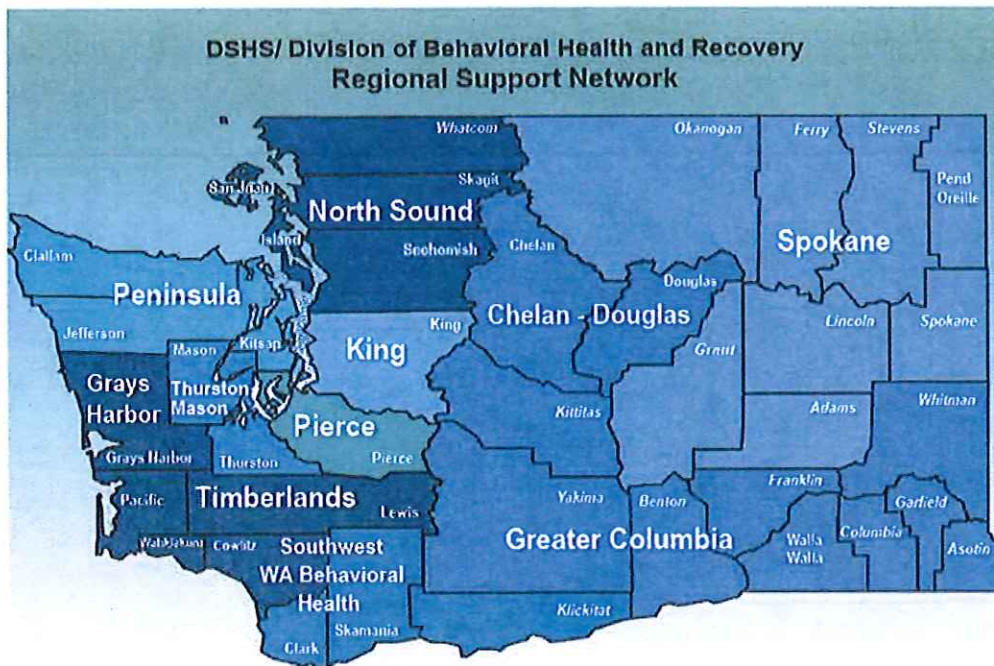 DSHS/ Division of Behavioral Health and Recovery
Regional Support Network
Whatcom
Okanogan
Ferry
Stevens
San Juan
Skagit
Pend
Oreille
North Sound
Island
Snohomish
Chelan
Spokane
Clallam
Douglas
Peninsula
Chelan - Douglas
Jefferson
Kitsap
King
Lincoln
Spokane
Mason
King
Grant
Grays
Harbor
Thurston
Mason
Kittitas
Adams
Whitman
Pierce
Grays Harbor
Thurston
Pierce
Franklin
Pacific
Timberlands
Lewis
Yakima
Benton
Garfield
Wahkiakum
Cowlitz
Southwest
WA Behavioral
Health
Greater Columbia
Walla
Walla
Columbia
Asotin
Clark
Skamania
Klickitat